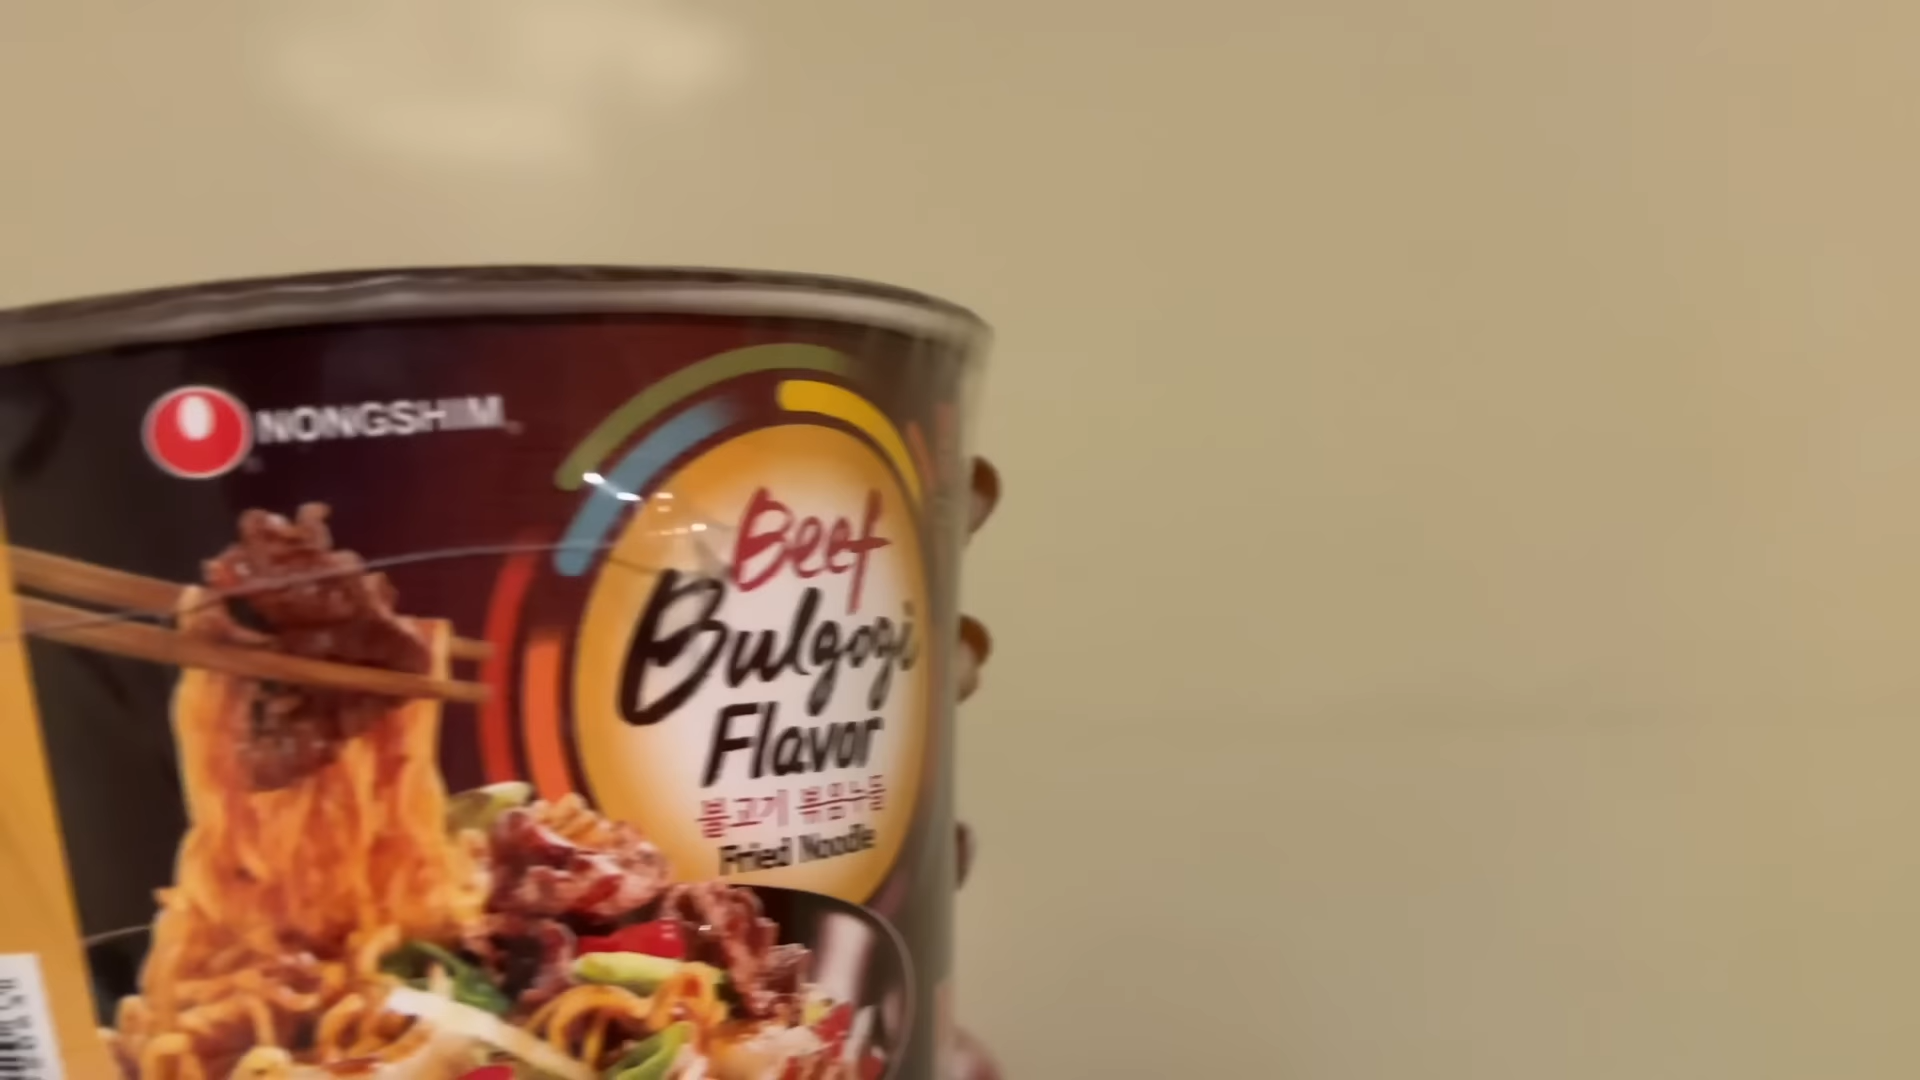 NONGSHIM
Beef
Bulgogi
Flavor
불고기 볶음누들
Fried Noodle